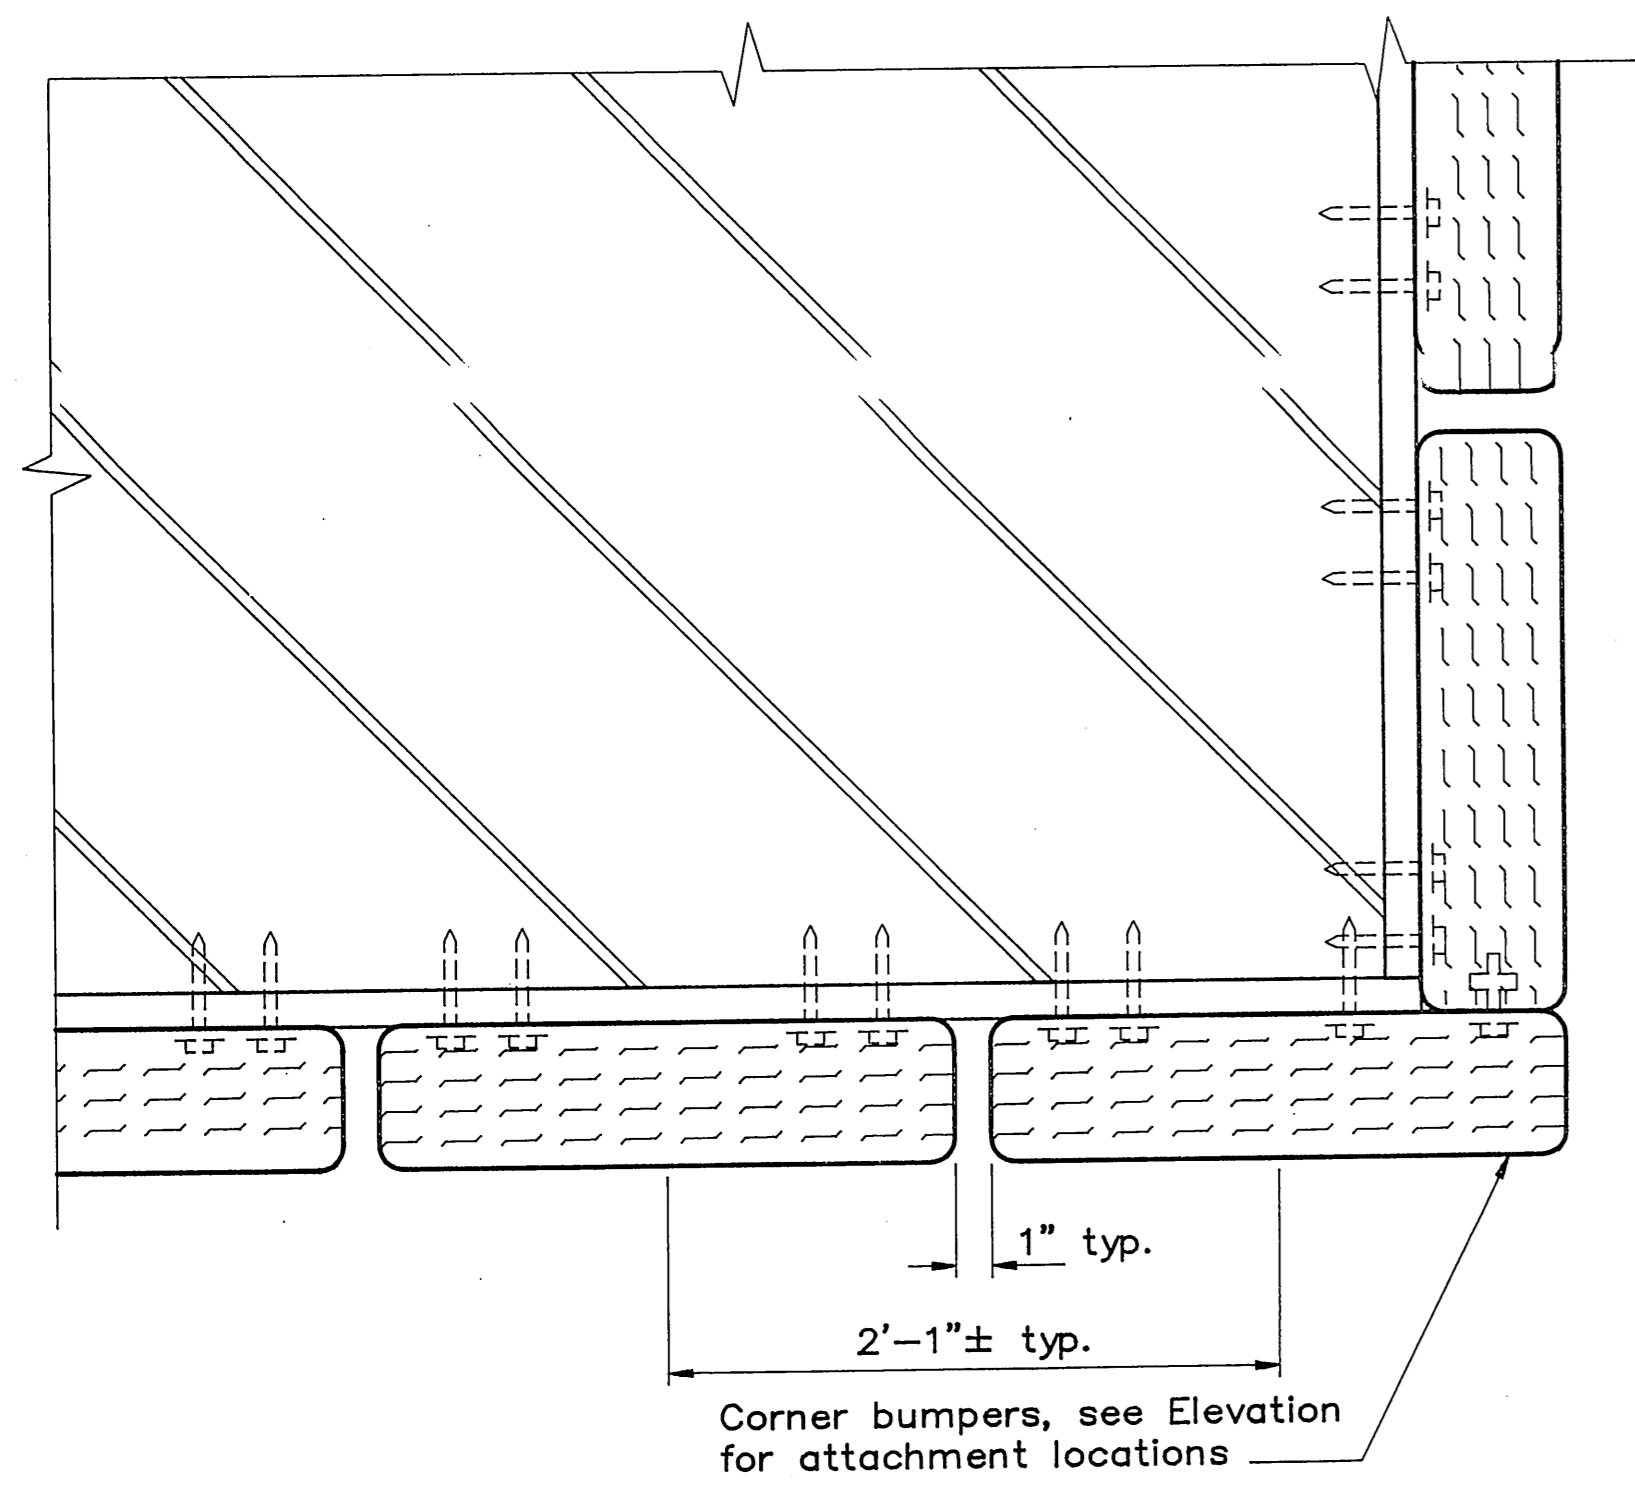 1” typ.
2’–1”± typ.
Corner bumpers, see Elevation
for attachment locations